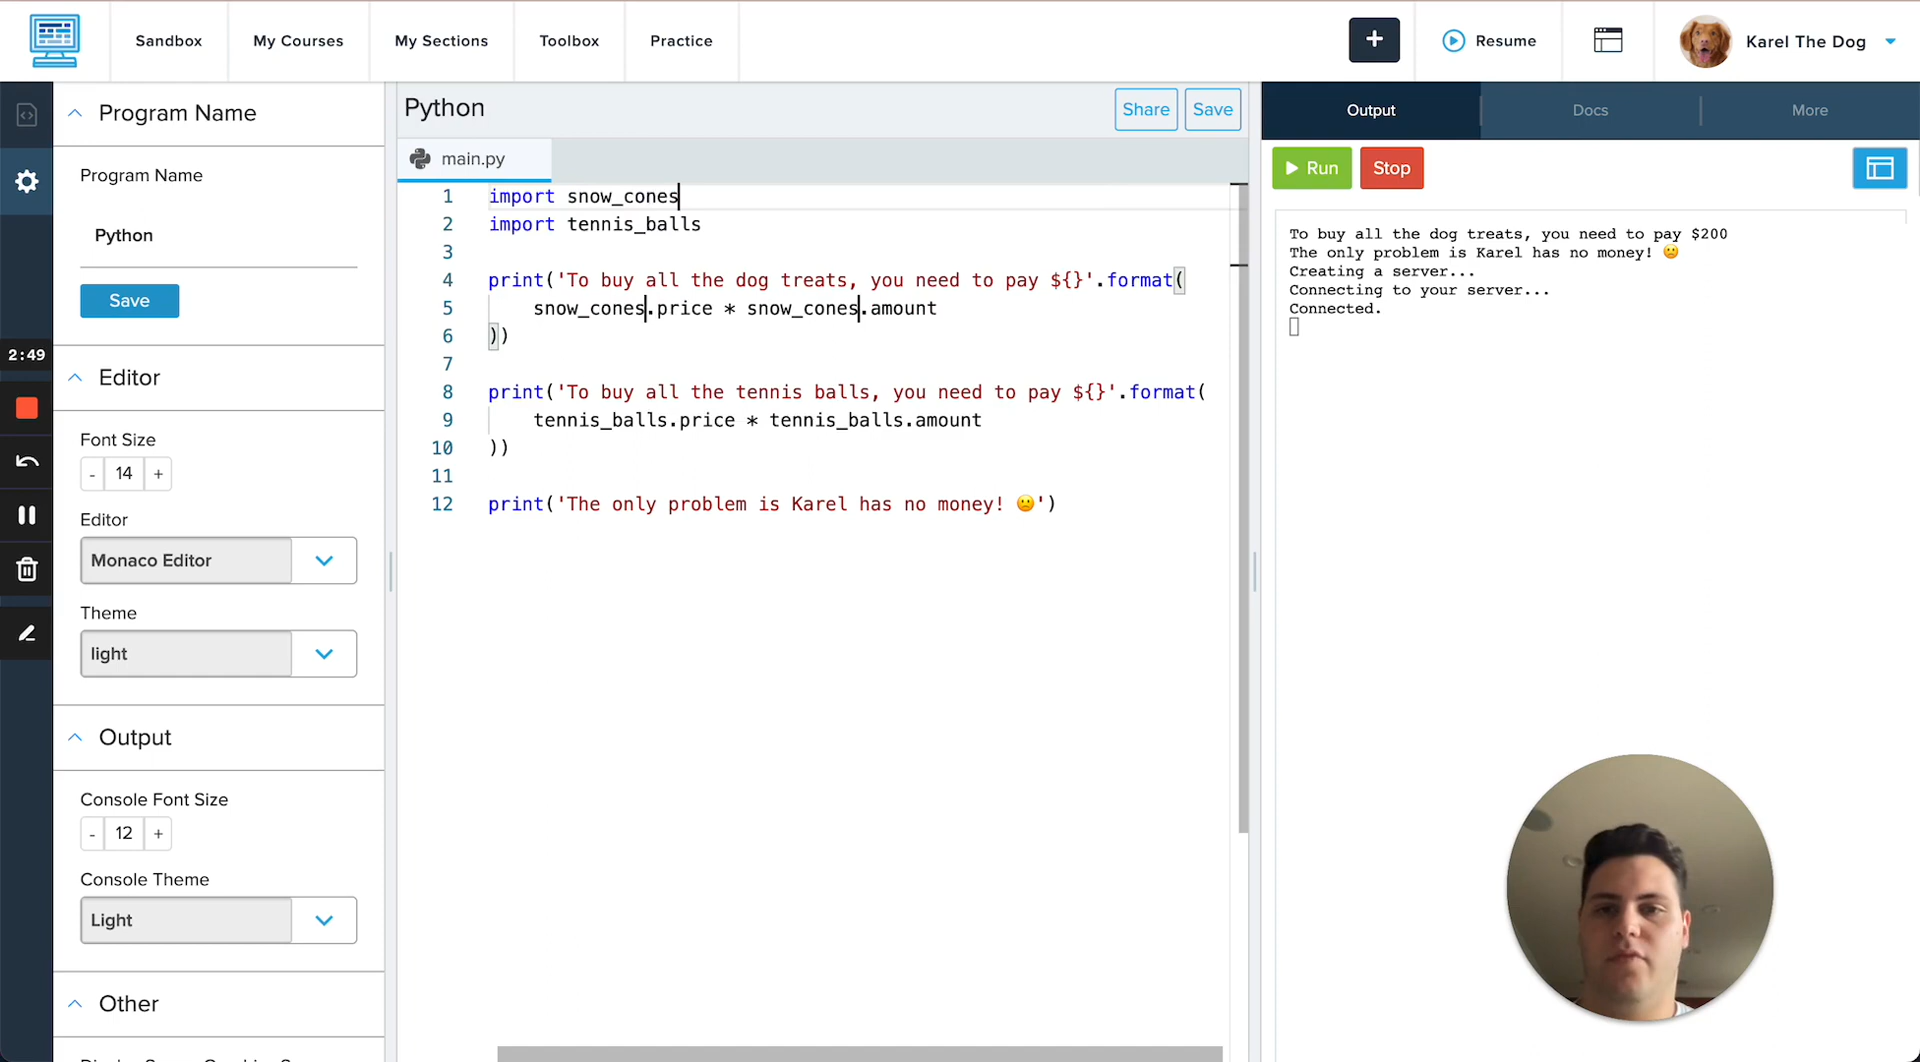 Sandbox
My Courses
My Sections
Toolbox
Practice
+
Resume
Karel The Dog
Program Name
Program Name
Python
Save
2:49
Editor
Font Size
- 14 +
Editor
Monaco Editor
Theme
light
Output
Console Font Size
- 12 +
Console Theme
Light
Other
Python
Share
Save
main.py
1 import snow_cones
2 import tennis_balls
3
4 print('To buy all the dog treats, you need to pay ${}'.format(
5 snow_cones.price * snow_cones.amount
6 ))
7
8 print('To buy all the tennis balls, you need to pay ${}'.format(
9 tennis_balls.price * tennis_balls.amount
10 ))
11
12 print('The only problem is Karel has no money! 🙁')
Output
Docs
More
Run
Stop
To buy all the dog treats, you need to pay $200
The only problem is Karel has no money! 🙁
Creating a server...
Connecting to your server...
Connected.